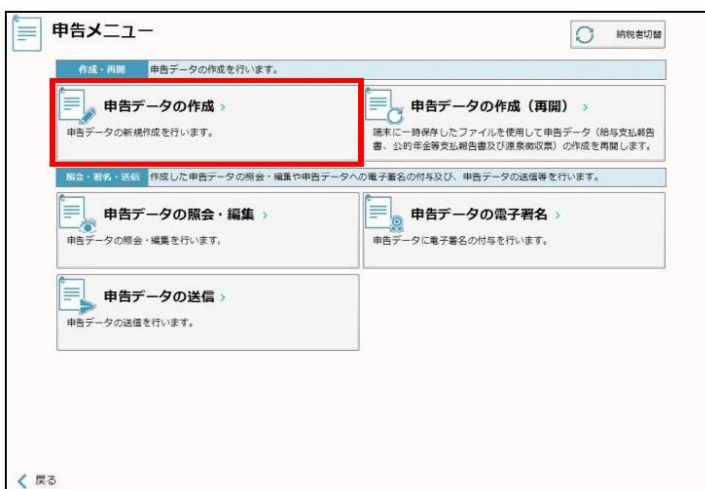 申告メニュー
納税者切替
作成・再開 申告データの作成を行います。
申告データの作成
申告データの新規作成を行います。
申告データの作成(再開)
端末に一時保存したファイルを使用して申告データ(給与支払報告
書、公的年金等支払報告書及び源泉徴収票)の作成を再開します。
照会・署名・送信 作成した申告データの照会・編集や申告データへの電子署名の付与及び、申告データの送信等を行います。
申告データの照会・編集
申告データの照会・編集を行います。
申告データの電子署名
申告データに電子署名の付与を行います。
申告データの送信
申告データの送信を行います。
戻る